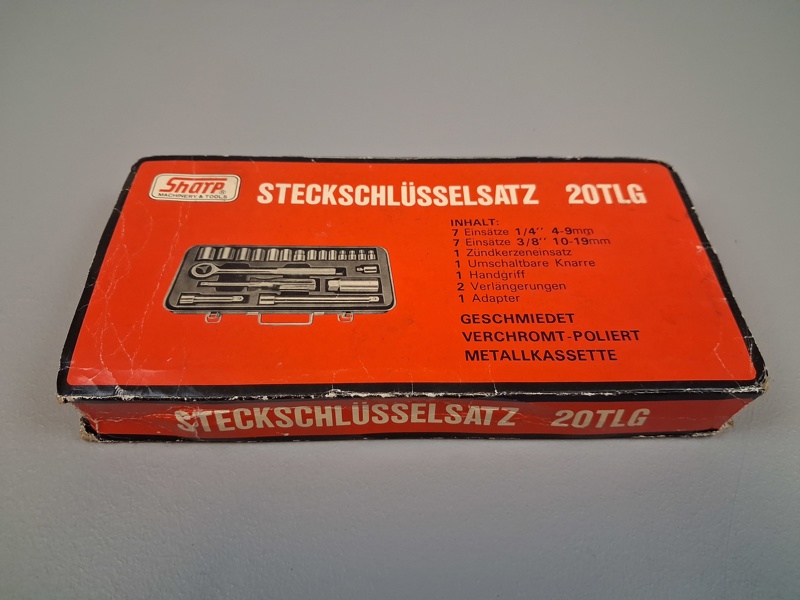 Sharp®
MACHINERY & TOOLS
STECKSCHLÜSSELSATZ 20TLG
INHALT:
7 Einsätze 1/4'' 4-9mm
7 Einsätze 3/8'' 10-19mm
1 Zündkerzeneinsatz
1 Umschaltbare Knarre
1 Handgriff
2 Verlängerungen
1 Adapter
GESCHMIEDET
VERCHROMT-POLIERT
METALLKASSETTE
STECKSCHLÜSSELSATZ 20TLG